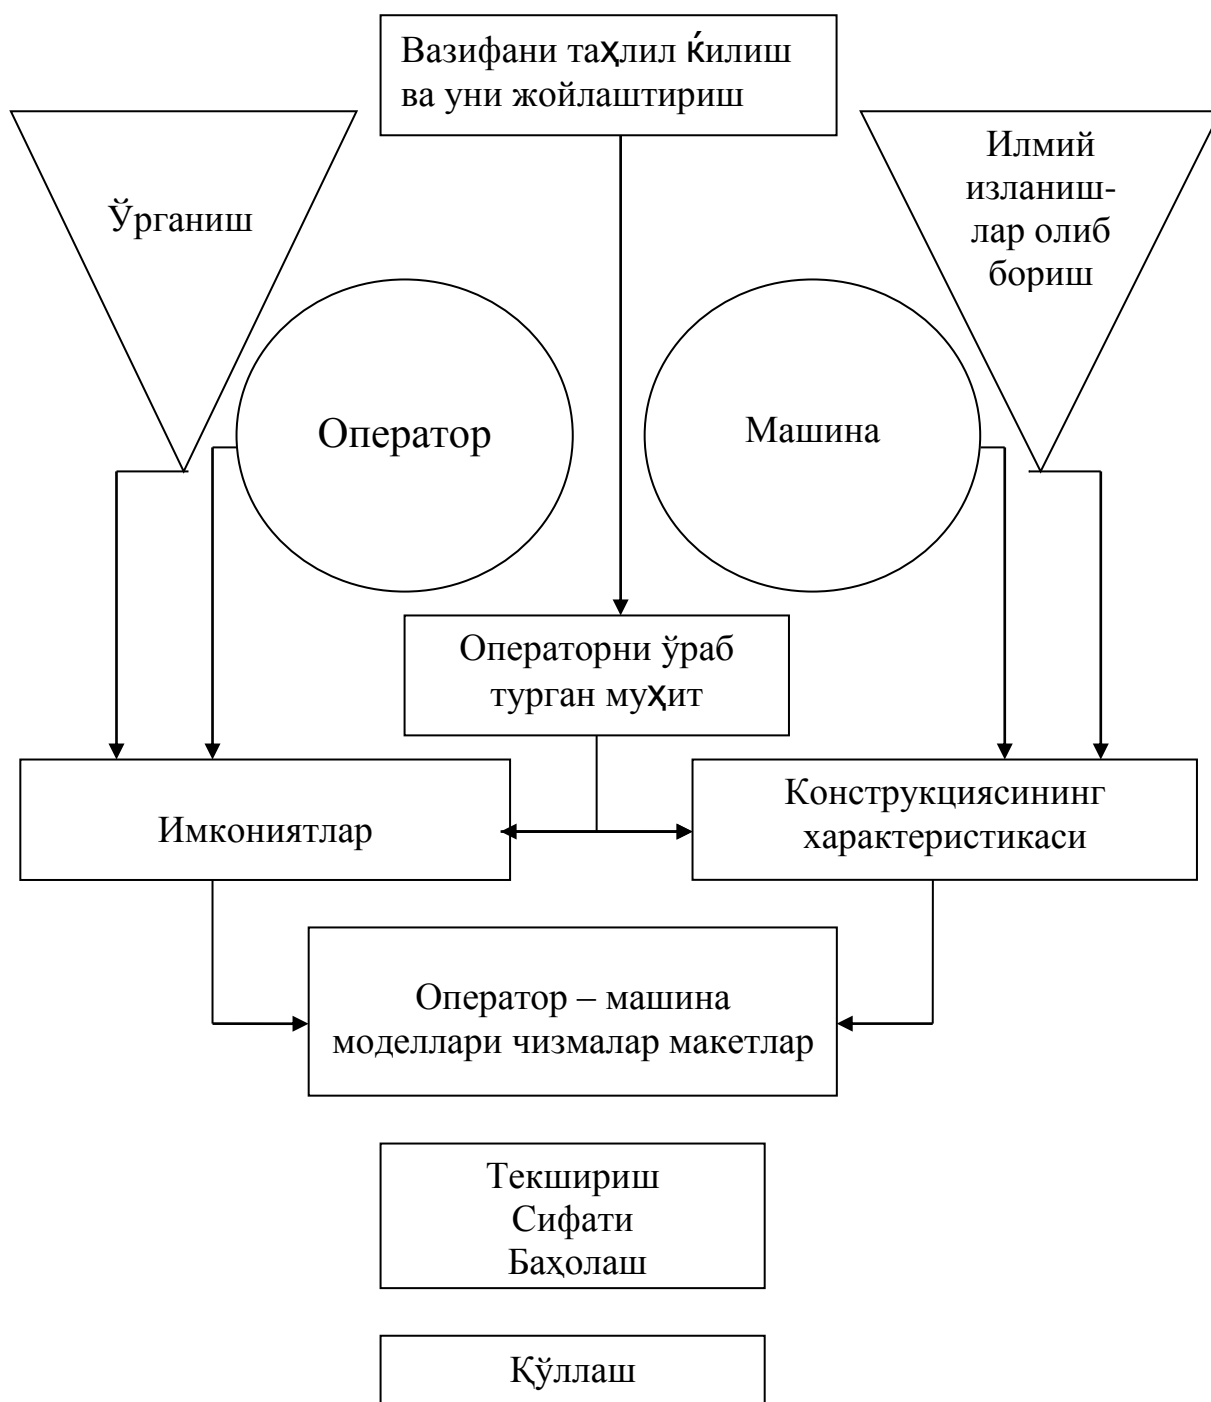 Вазифани таҳлил ќилиш
ва уни жойлаштириш
Ўрганиш
Илмий
изланиш-
лар олиб
бориш
Оператор
Машина
Операторни ўраб
турган муҳит
Имкониятлар
Конструкциясининг
характеристикаси
Оператор – машина
моделлари чизмалар макетлар
Текшириш
Сифати
Баҳолаш
Қўллаш